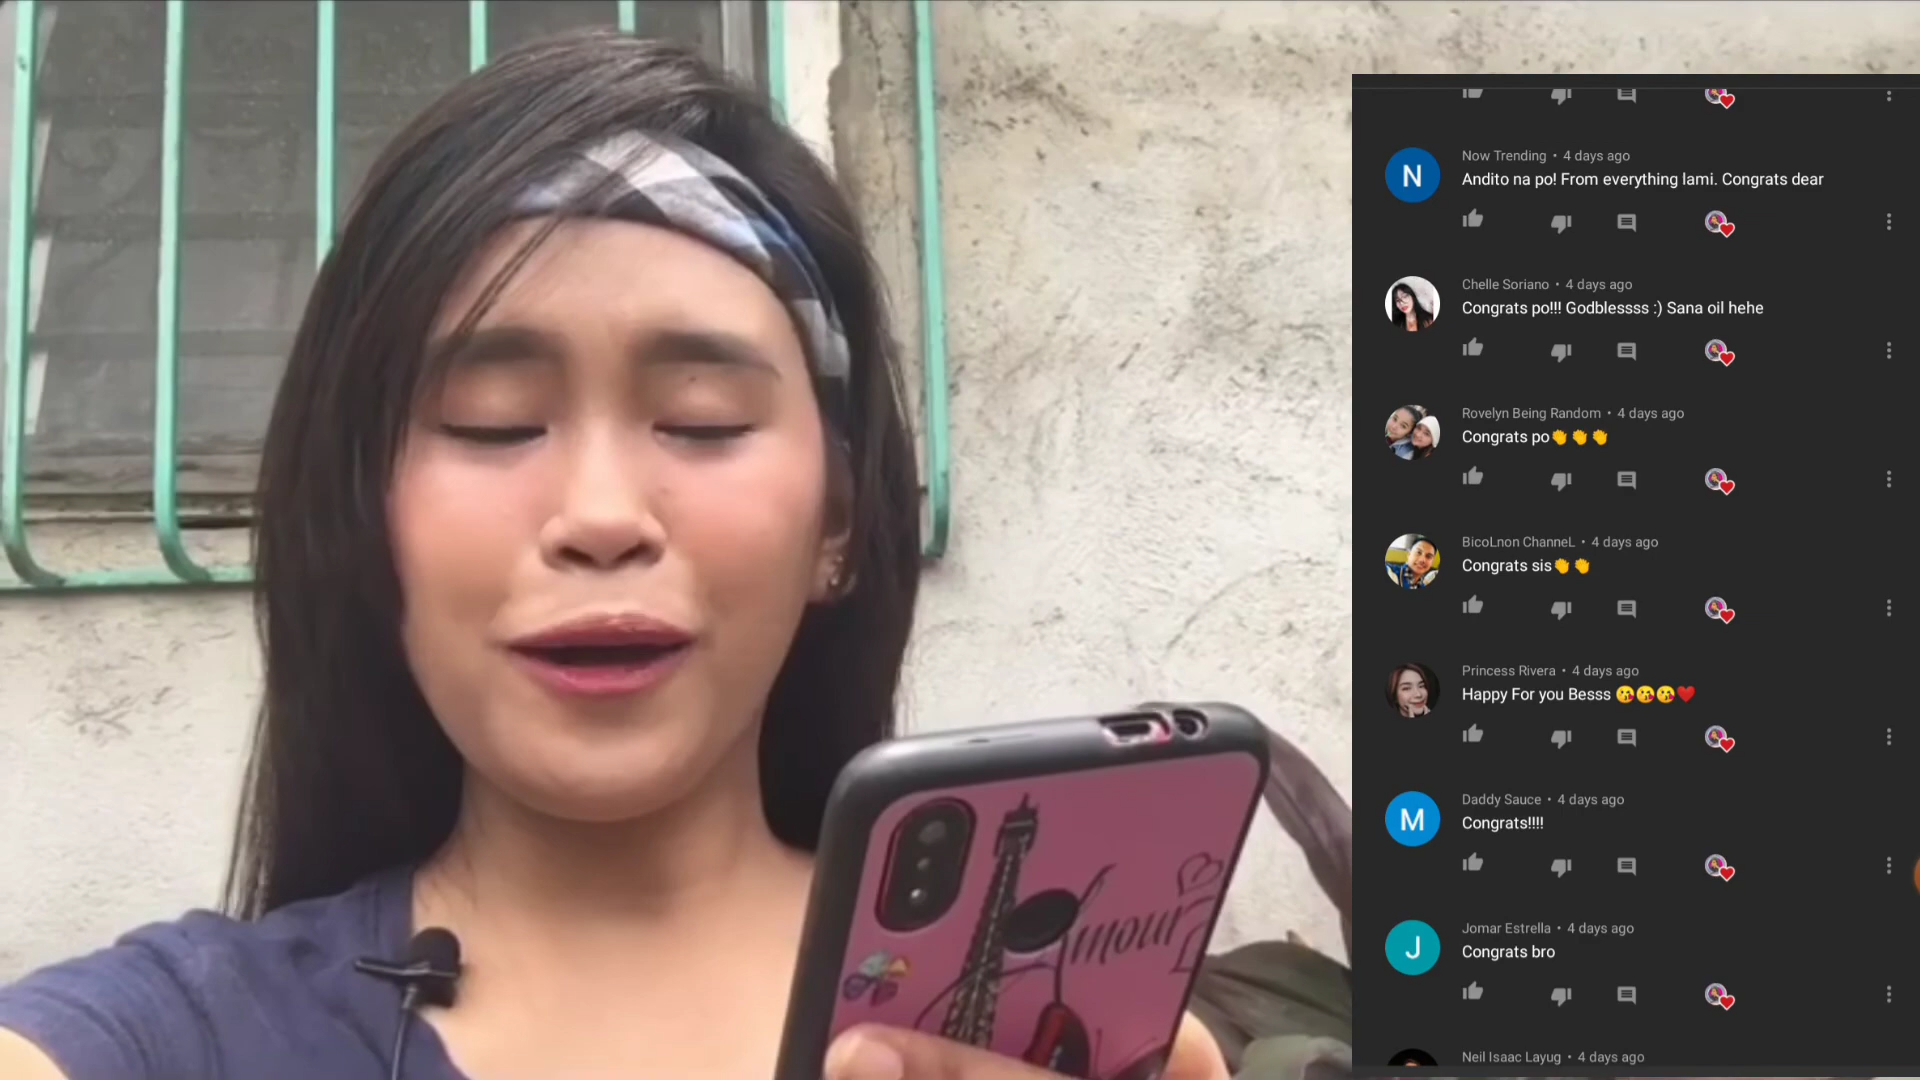 Now Trending • 4 days ago
Andito na po! From everything lami. Congrats dear
Chelle Soriano • 4 days ago
Congrats po!!! Godblessss :) Sana oil hehe
Rovelyn Being Random • 4 days ago
Congrats po👏👏👏
BicoLnon ChanneL • 4 days ago
Congrats sis👏👏
Princess Rivera • 4 days ago
Happy For you Besss 😘😘😘❤️
Daddy Sauce • 4 days ago
Congrats!!!!
Jomar Estrella • 4 days ago
Congrats bro
Neil Isaac Layug • 4 days ago
N
M
J
Amour